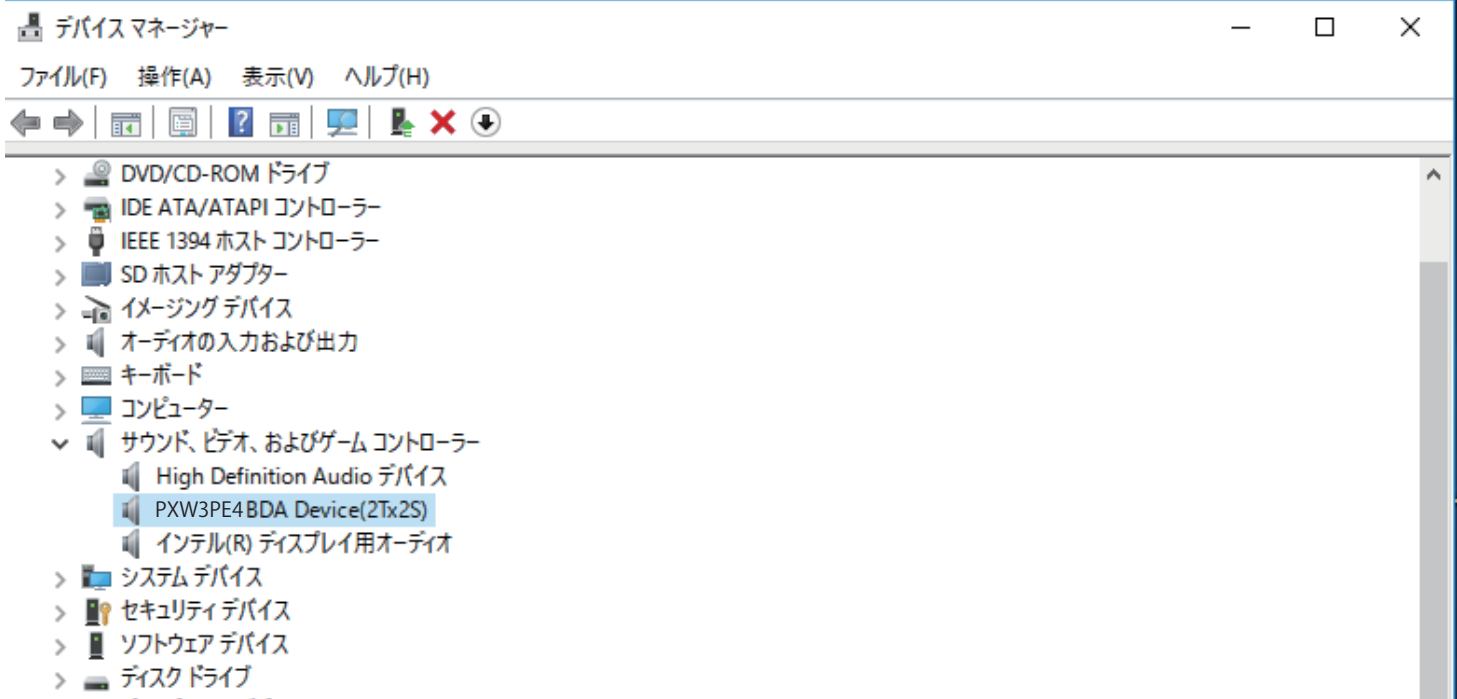 デバイス マネージャー
ファイル(F) 操作(A) 表示(V) ヘルプ(H)
DVD/CD-ROM ドライブ
IDE ATA/ATAPI コントローラー
IEEE 1394 ホスト コントローラー
SD ホスト アダプター
イメージング デバイス
オーディオの入力および出力
キーボード
コンピューター
サウンド、ビデオ、およびゲーム コントローラー
High Definition Audio デバイス
PXW3PE4 BDA Device(2Tx2S)
インテル(R) ディスプレイ用オーディオ
システム デバイス
セキュリティ デバイス
ソフトウェア デバイス
ディスク ドライブ